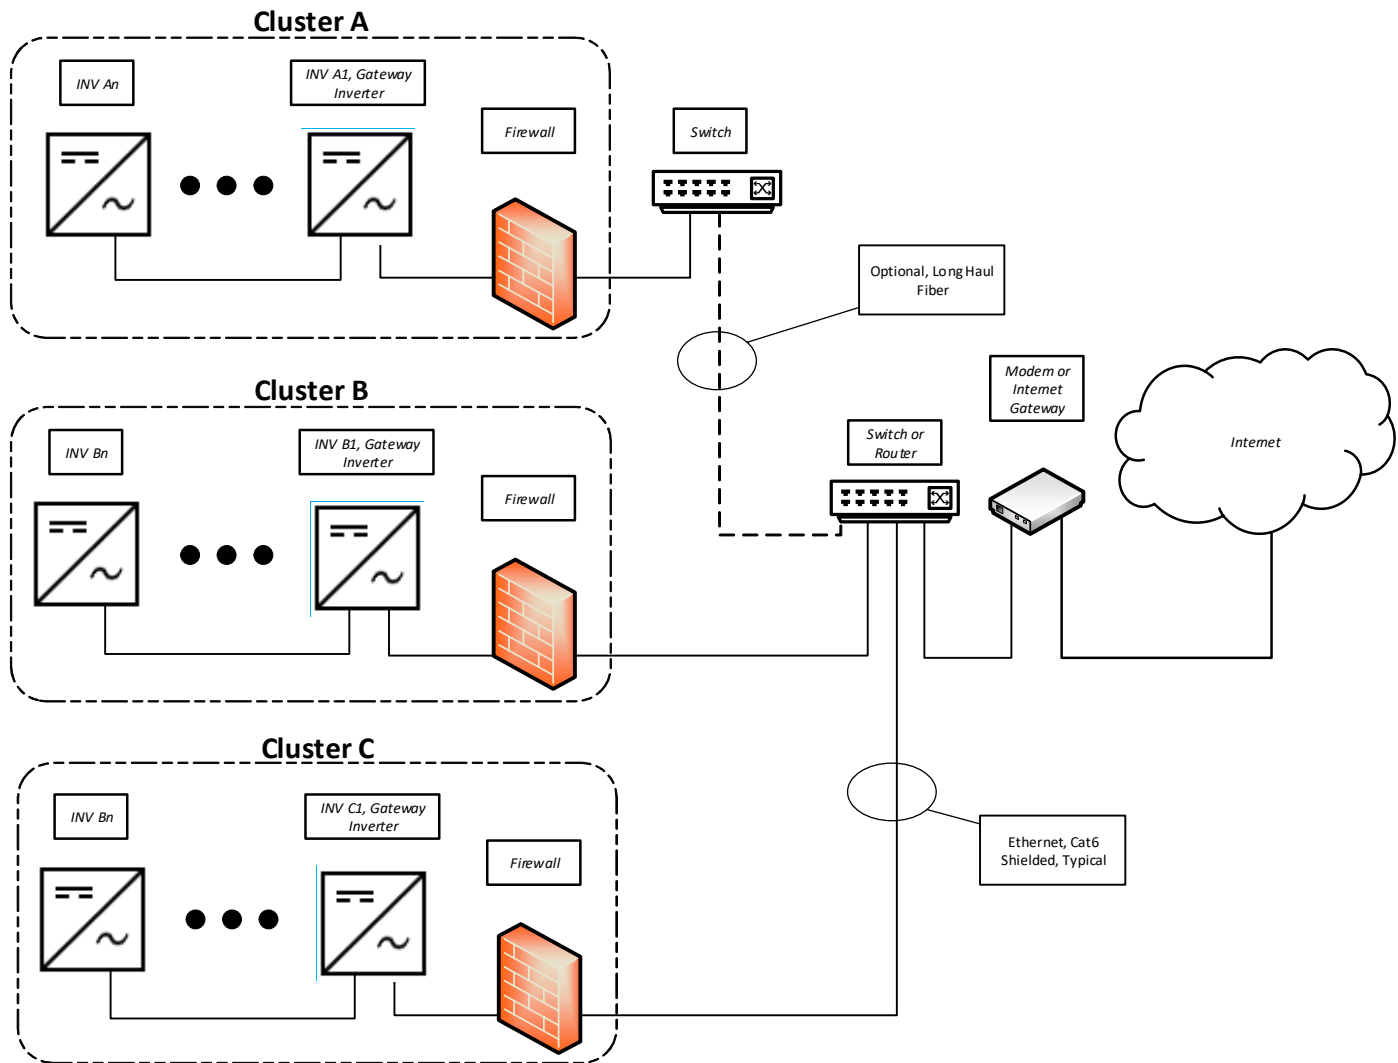 Cluster A
INV An
INV A1, Gateway
Inverter
Firewall
Switch
Optional, Long Haul
Fiber
Cluster B
INV Bn
INV B1, Gateway
Inverter
Firewall
Switch or
Router
Modem or
Internet
Gateway
Internet
Cluster C
INV Bn
INV C1, Gateway
Inverter
Firewall
Ethernet, Cat6
Shielded, Typical